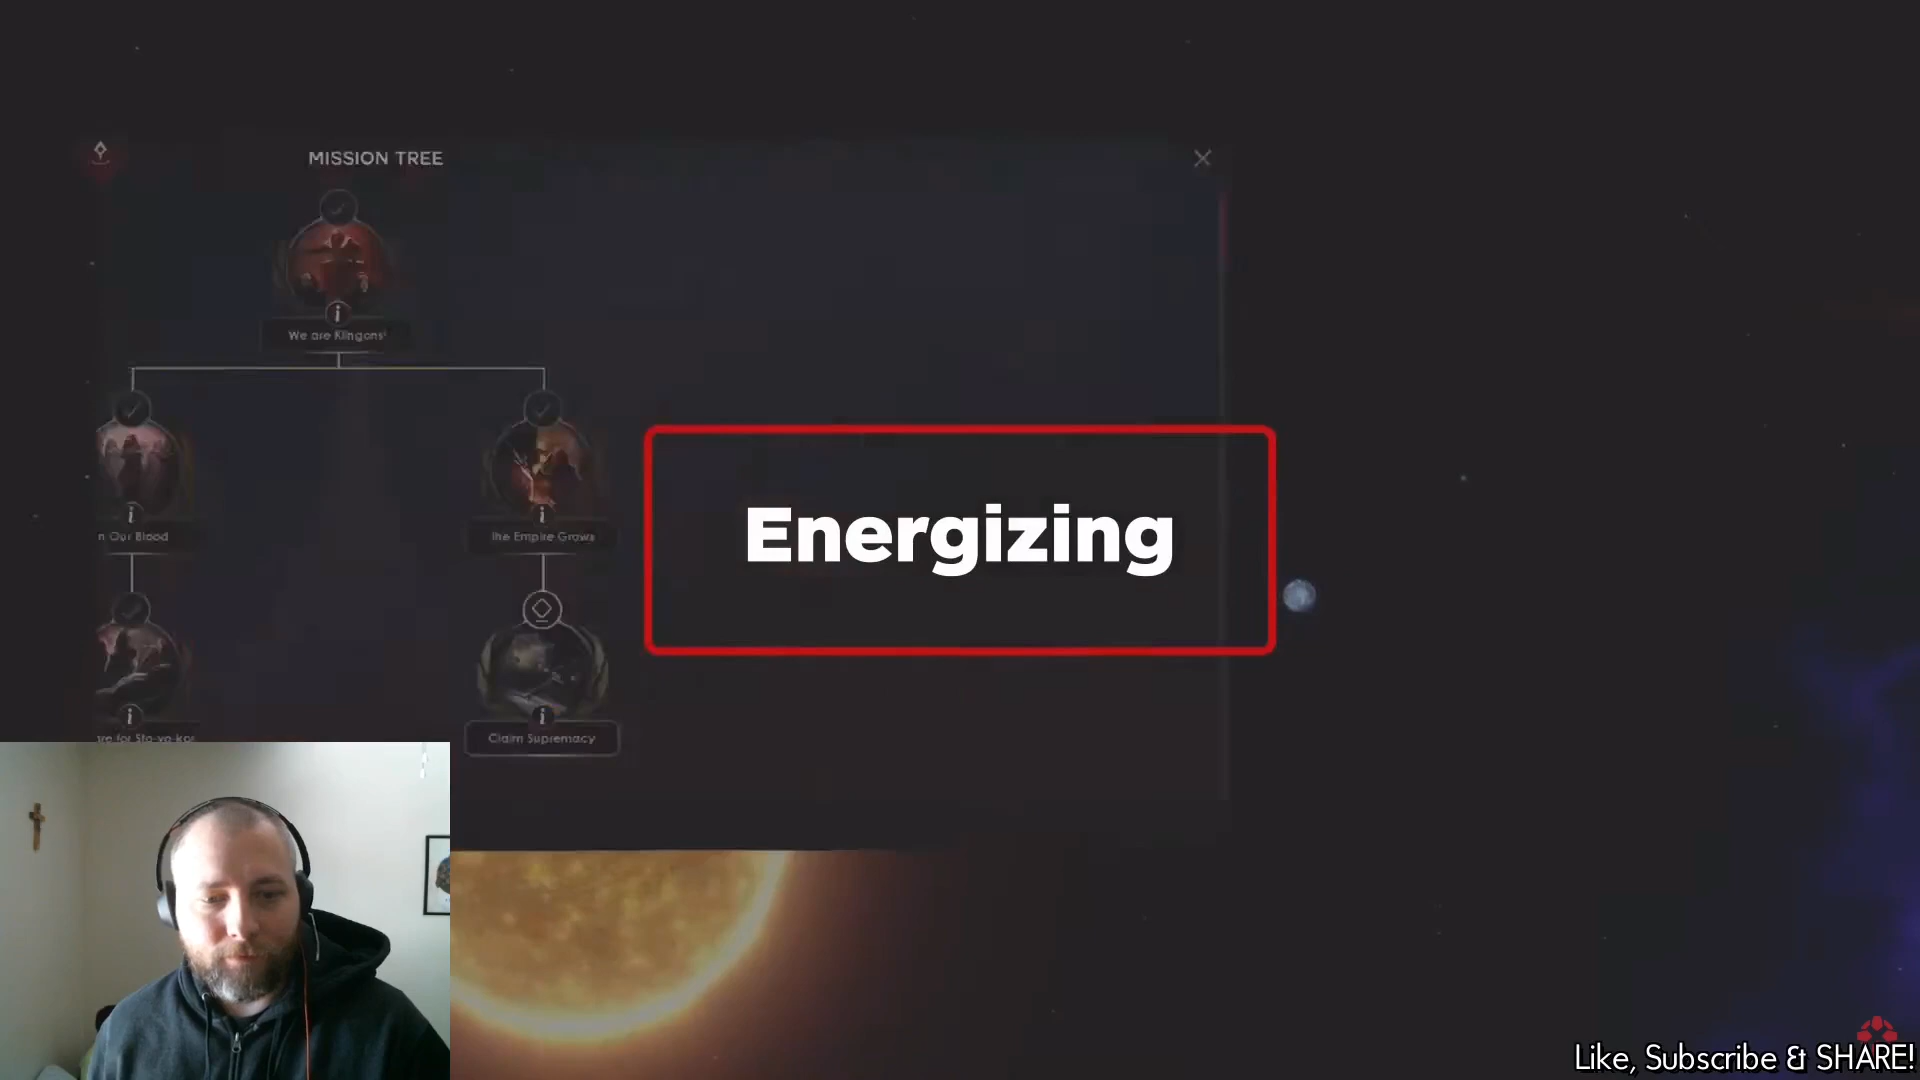 MISSION TREE
We are Klingons!
n Our Blood
The Empire Grows
Energizing
Claim Supremacy
Like, Subscribe & SHARE!